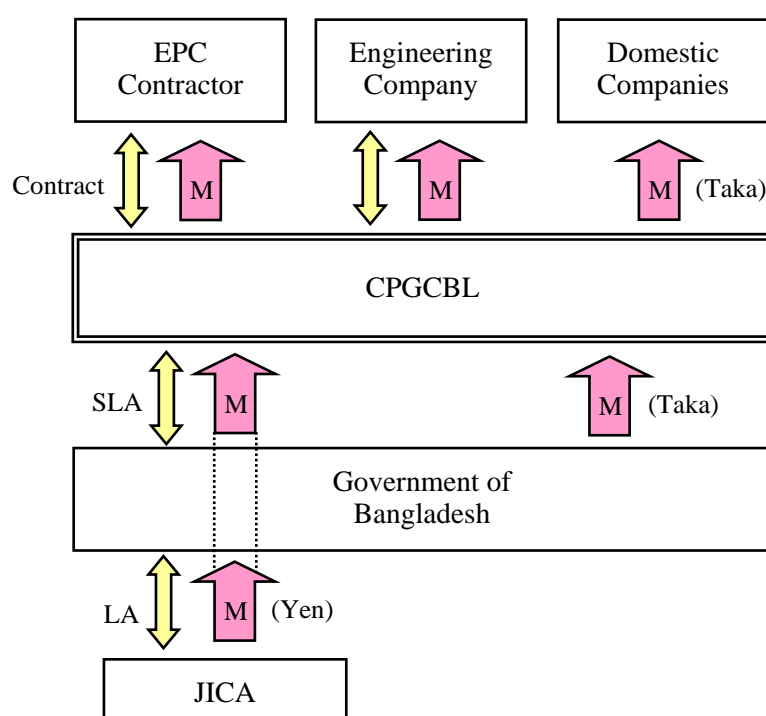 EPC
Contractor
Engineering
Company
Domestic
Companies
Contract
M
M
M
(Taka)
CPGCBL
SLA
M
M
(Taka)
Government of
Bangladesh
LA
M
(Yen)
JICA